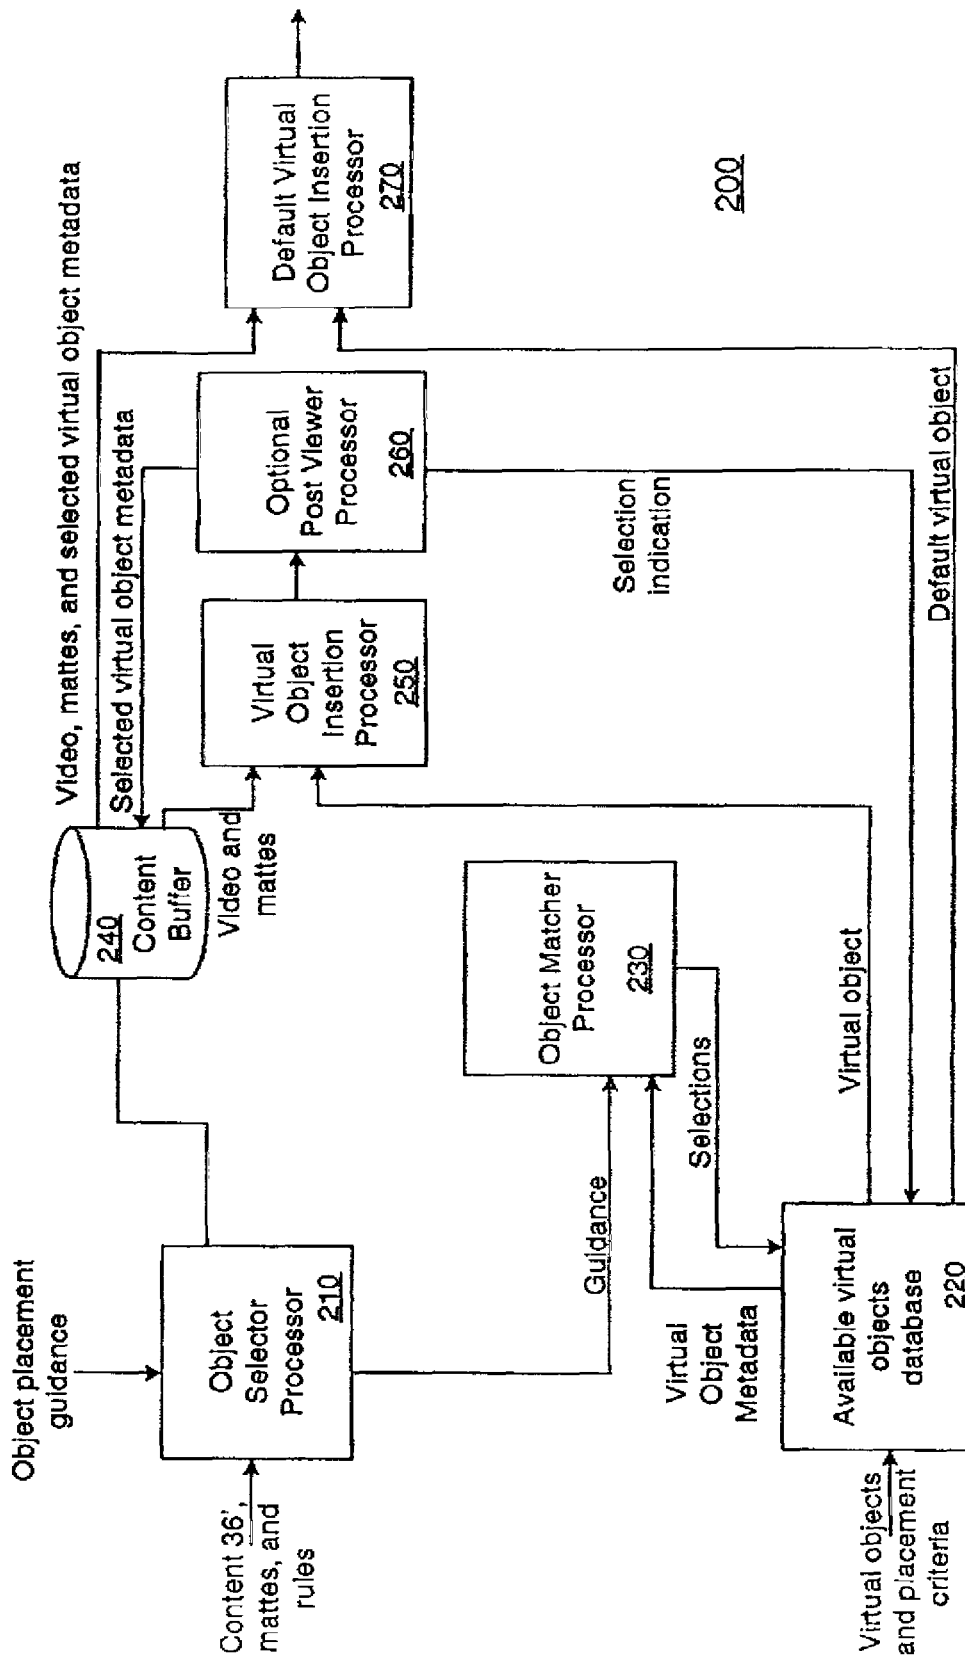 Object placement
guidance
Content 36',
mattes, and
rules
Object
Selector
Processor
210
Video, mattes, and selected virtual object metadata
Selected virtual object metadata
240
Content
Buffer
Video and
mattes
Virtual
Object
Insertion
Processor
250
Optional
Post Viewer
Processor
260
Default Virtual
Object Insertion
Processor
270
Guidance
Object Matcher
Processor
230
Selections
Virtual
Object
Metadata
Selection
indication
200
Virtual objects
and placement
criteria
Available virtual
objects
database
220
Virtual object
Default virtual object